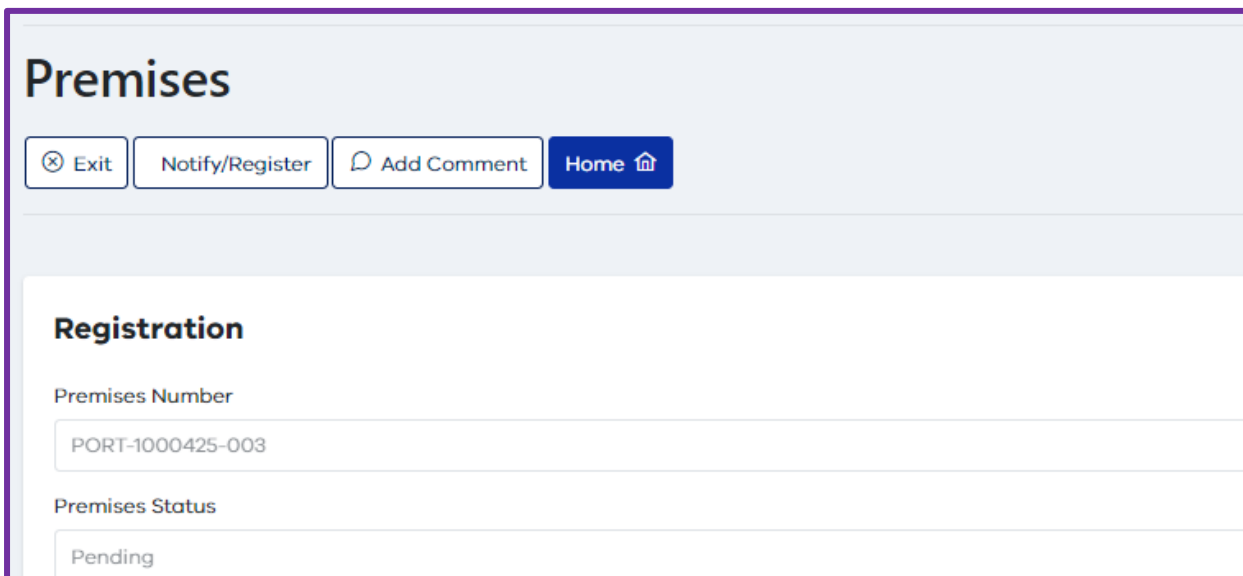 Premises
Exit Notify/Register Add Comment Home
Registration
Premises Number
PORT-1000425-003
Premises Status
Pending